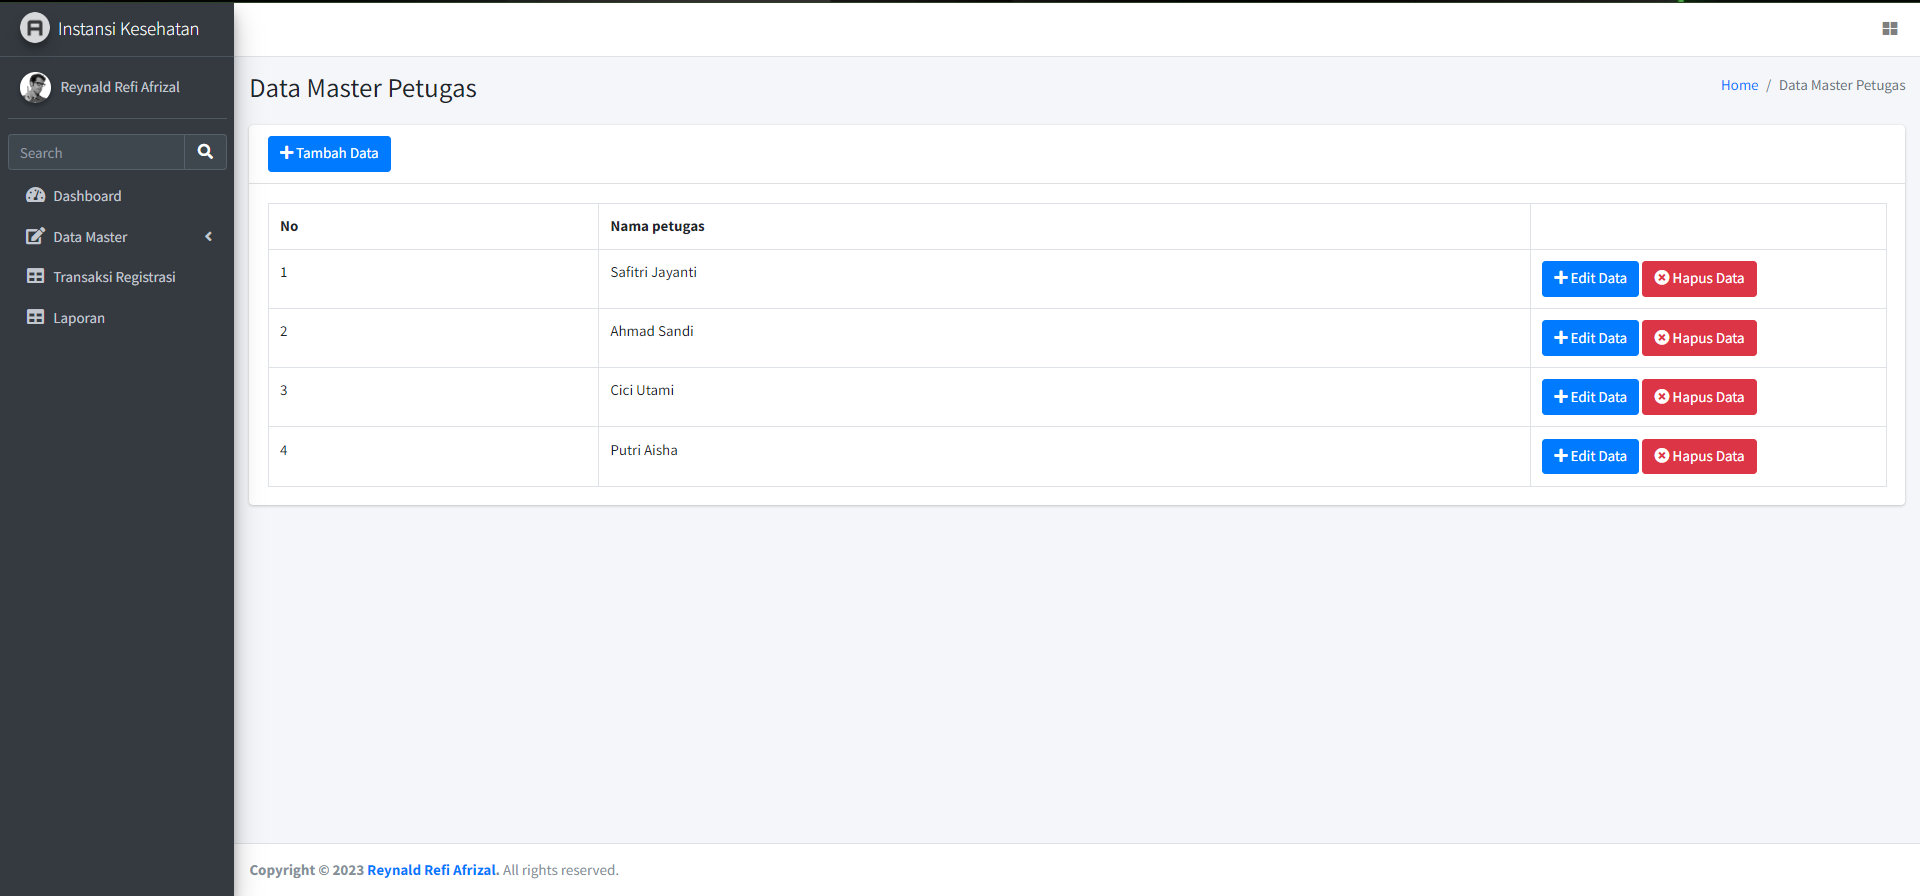 Instansi Kesehatan
Reynald Refi Afrizal
Search
Dashboard
Data Master
Transaksi Registrasi
Laporan
Data Master Petugas
Home / Data Master Petugas
Tambah Data
No Nama petugas
1 Safitri Jayanti Edit Data Hapus Data
2 Ahmad Sandi Edit Data Hapus Data
3 Cici Utami Edit Data Hapus Data
4 Putri Aisha Edit Data Hapus Data
Copyright © 2023 Reynald Refi Afrizal. All rights reserved.